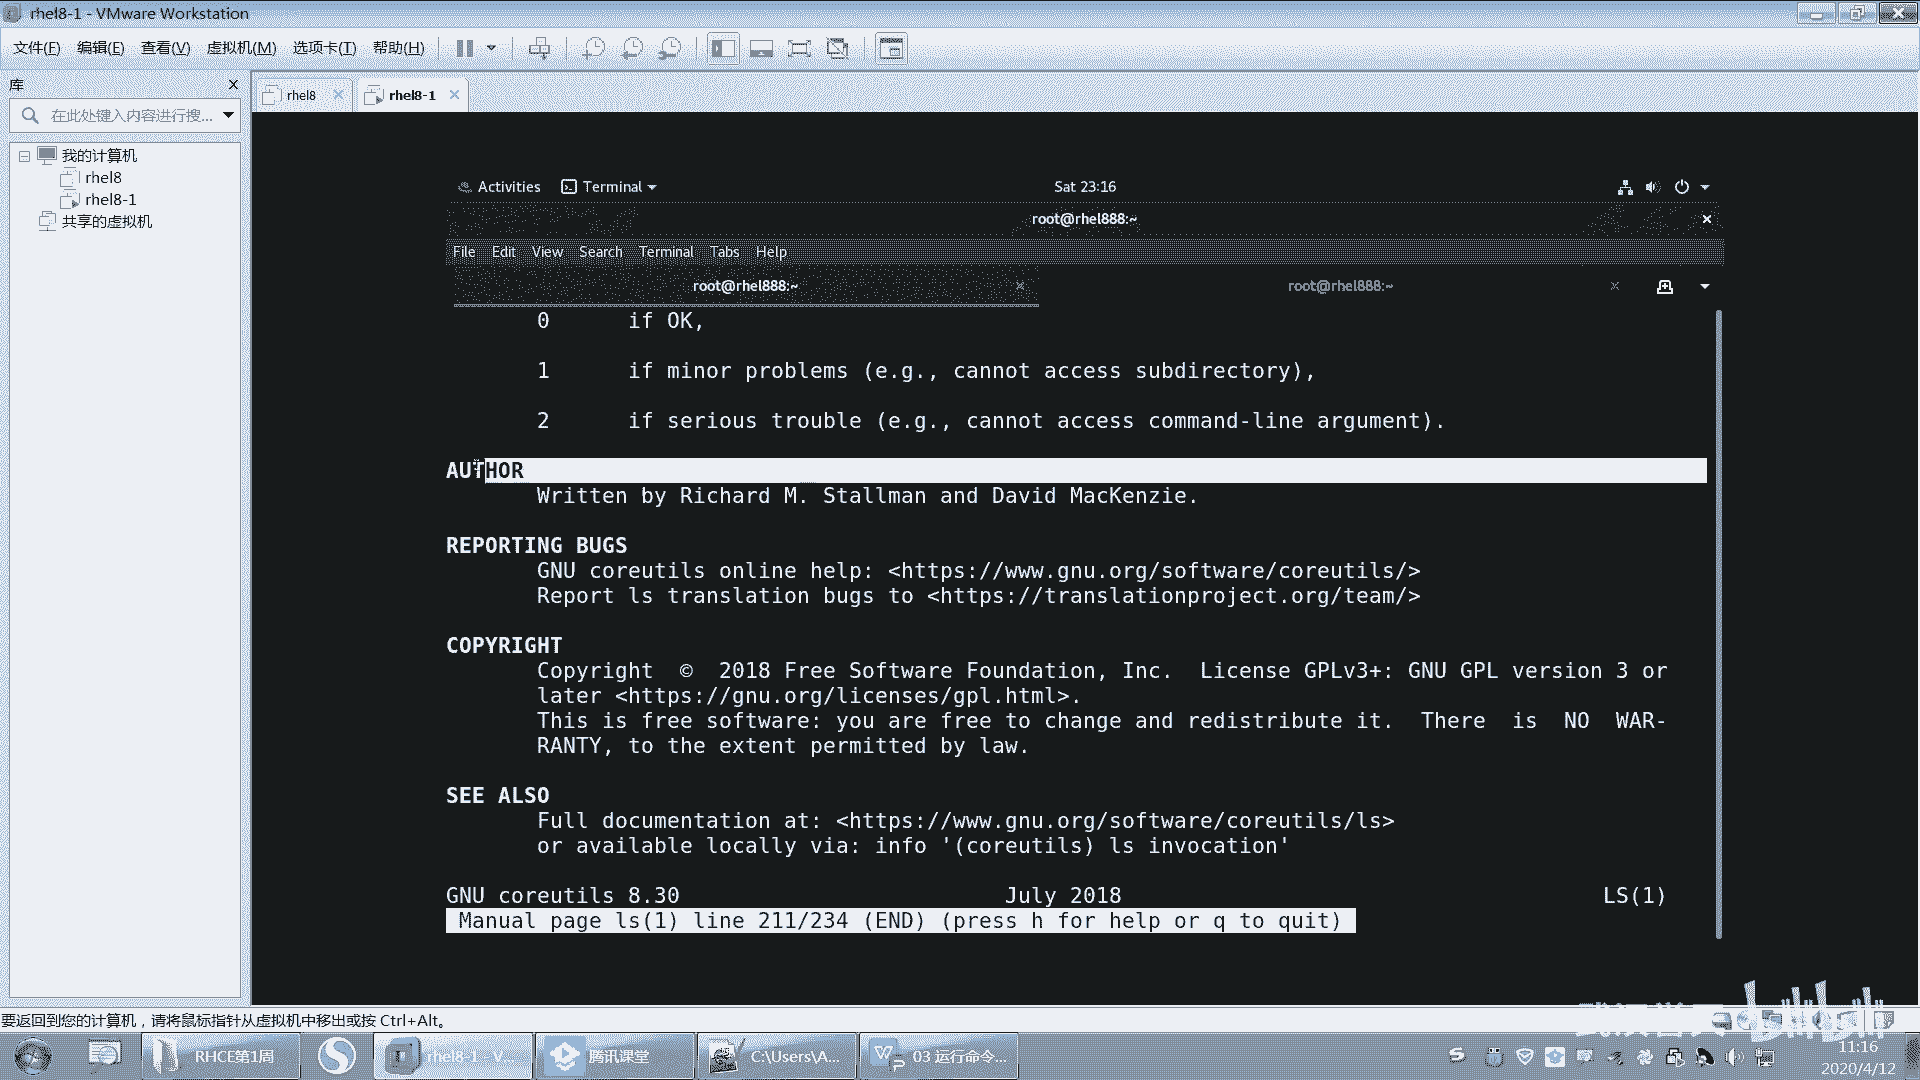 rhel8-1 - VMware Workstation
文件(F) 编辑(E) 查看(V) 虚拟机(M) 选项卡(T) 帮助(H)
库
在此处键入内容进行搜...
我的计算机
rhel8
rhel8-1
共享的虚拟机
rhel8 rhel8-1
Activities Terminal Sat 23:16
root@rhel888:~
File Edit View Search Terminal Tabs Help
root@rhel888:~ root@rhel888:~
0 if OK,
1 if minor problems (e.g., cannot access subdirectory),
2 if serious trouble (e.g., cannot access command-line argument).
AUTHOR
Written by Richard M. Stallman and David MacKenzie.
REPORTING BUGS
GNU coreutils online help: <https://www.gnu.org/software/coreutils/>
Report ls translation bugs to <https://translationproject.org/team/>
COPYRIGHT
Copyright © 2018 Free Software Foundation, Inc. License GPLv3+: GNU GPL version 3 or
later <https://gnu.org/licenses/gpl.html>.
This is free software: you are free to change and redistribute it. There is NO WAR-
RANTY, to the extent permitted by law.
SEE ALSO
Full documentation at: <https://www.gnu.org/software/coreutils/ls>
or available locally via: info '(coreutils) ls invocation'
GNU coreutils 8.30 July 2018 LS(1)
Manual page ls(1) line 211/234 (END) (press h for help or q to quit)
要返回到您的计算机，请将鼠标指针从虚拟机中移出或按 Ctrl+Alt。
RHCE第1周 rhel8-1 - V... 腾讯课堂 C:\Users\A... 03 运行命令...
11:16
2020/4/12
bilibili